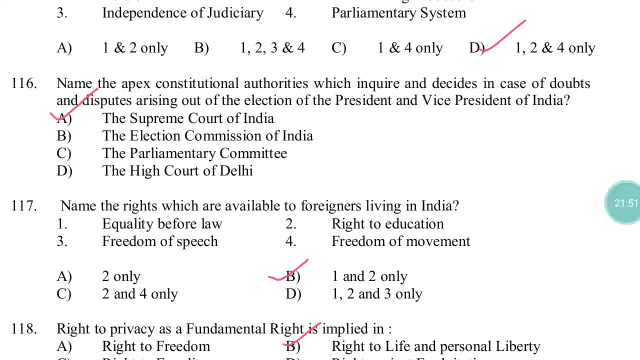 3. Independence of Judiciary 4. Parliamentary System
A) 1 & 2 only B) 1, 2, 3 & 4 C) 1 & 4 only D) 1, 2 & 4 only
116. Name the apex constitutional authorities which inquire and decides in case of doubts
and disputes arising out of the election of the President and Vice President of India?
A) The Supreme Court of India
B) The Election Commission of India
C) The Parliamentary Committee
D) The High Court of Delhi
117. Name the rights which are available to foreigners living in India?
1. Equality before law 2. Right to education
3. Freedom of speech 4. Freedom of movement
21:51
A) 2 only B) 1 and 2 only
C) 2 and 4 only D) 1, 2 and 3 only
118. Right to privacy as a Fundamental Right is implied in :
A) Right to Freedom B) Right to Life and personal Liberty